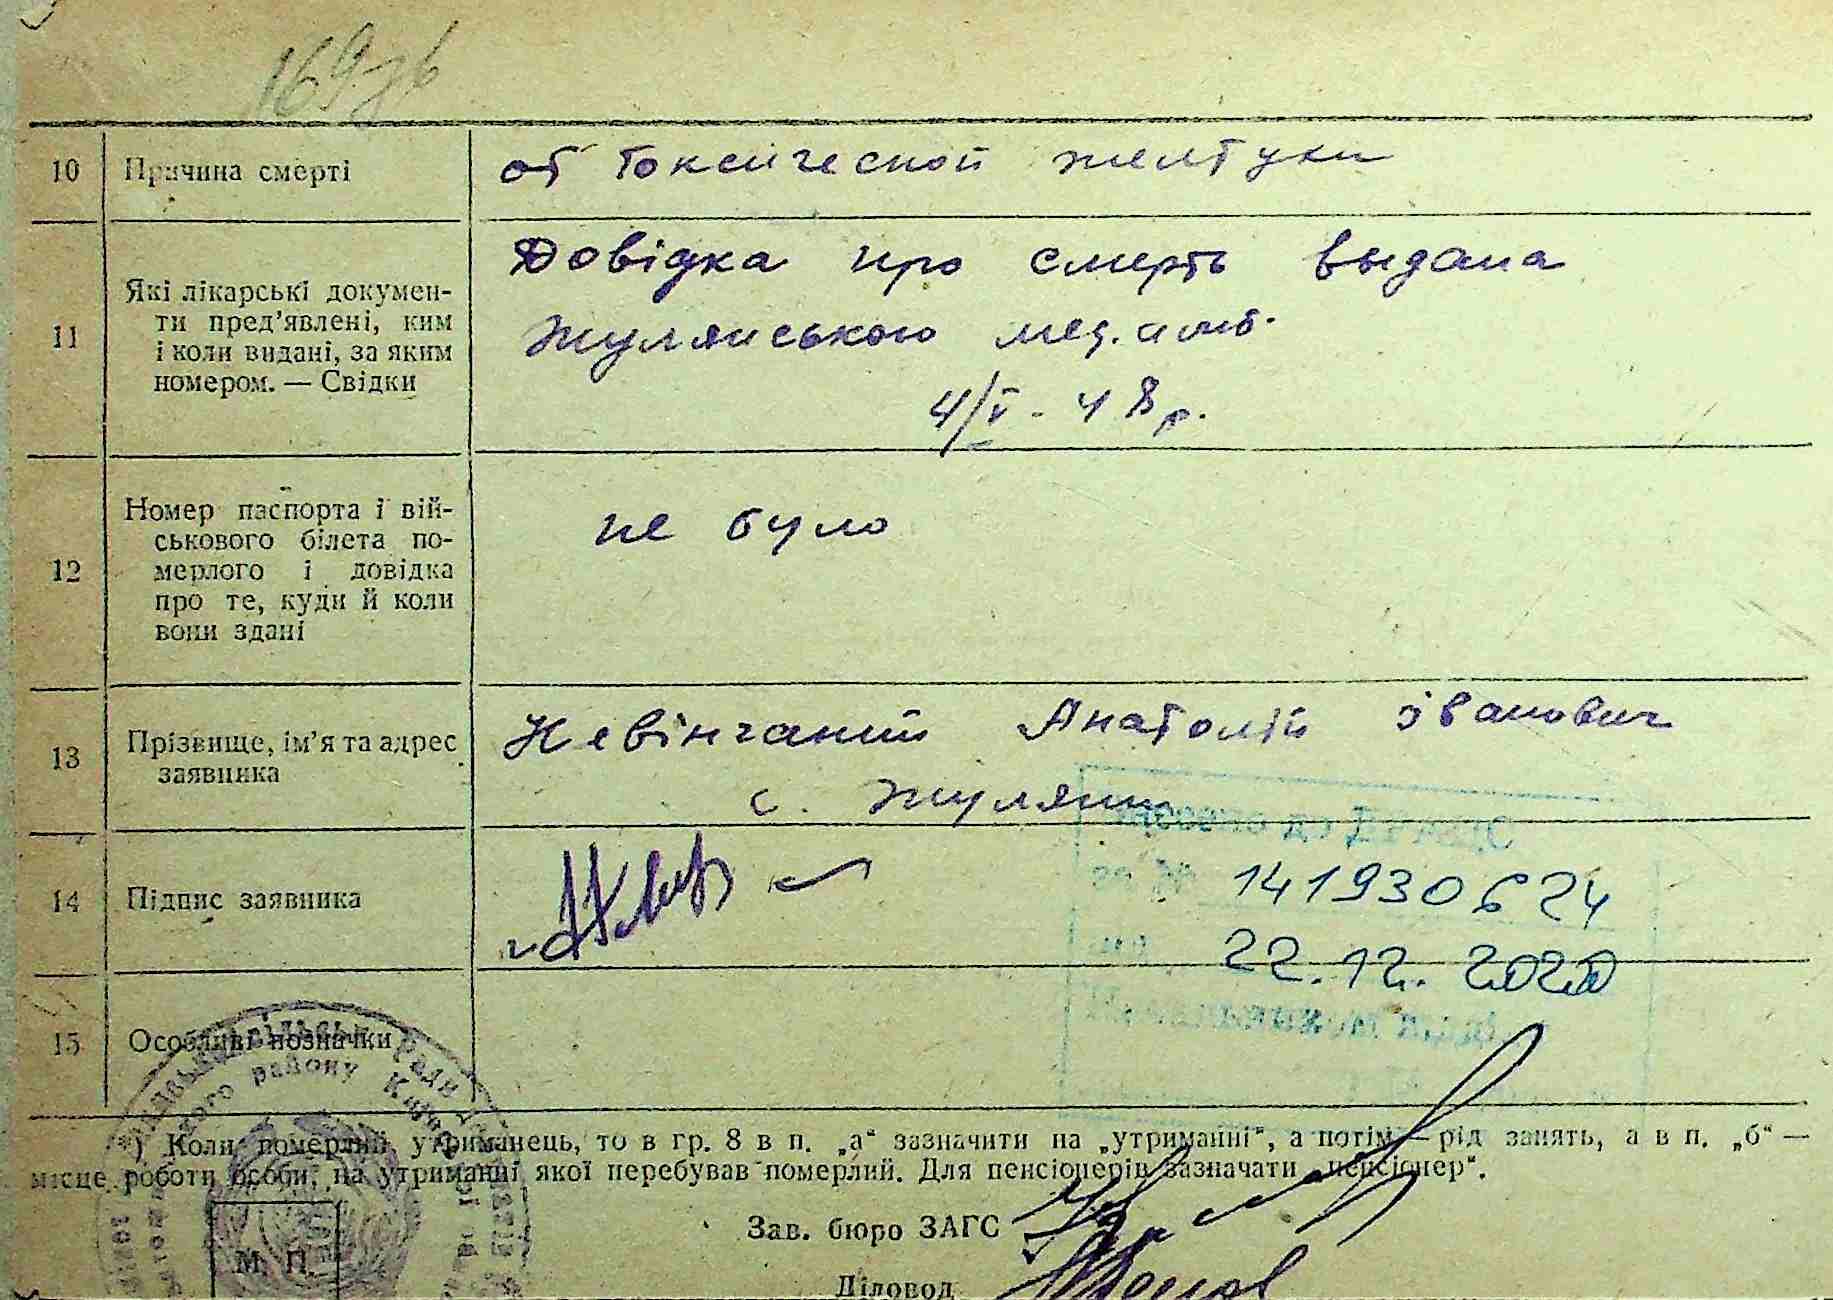 169
10 Причина смерті от токсической желтухи
11 Які лікарські докумен-
ти пред'явлені, ким
і коли видані, за яким
номером. — Свідки
Довідка про смерть выдана
Жулянською мед. амб.
4/V - 48 р.
12 Номер паспорта і вій-
ськового білета по-
мерлого і довідка
про те, куди й коли
вони здані
не було
13 Прізвище, ім'я та адрес
заявника
Невінчаний Анатолій Іванович
с. Жуляни
14 Підпис заявника
141930624
22.12.2020
15 Особливі позначки
*) Коли померлий утриманець, то в гр. 8 в п. „а“ зазначити на „утриманні“, а потім — рід занять, а в п. „б“ —
місце роботи особи, на утриманні якої перебував померлий. Для пенсіонерів зазначати „пенсіонер“.
Зав. бюро ЗАГС
М. П.
Діловод